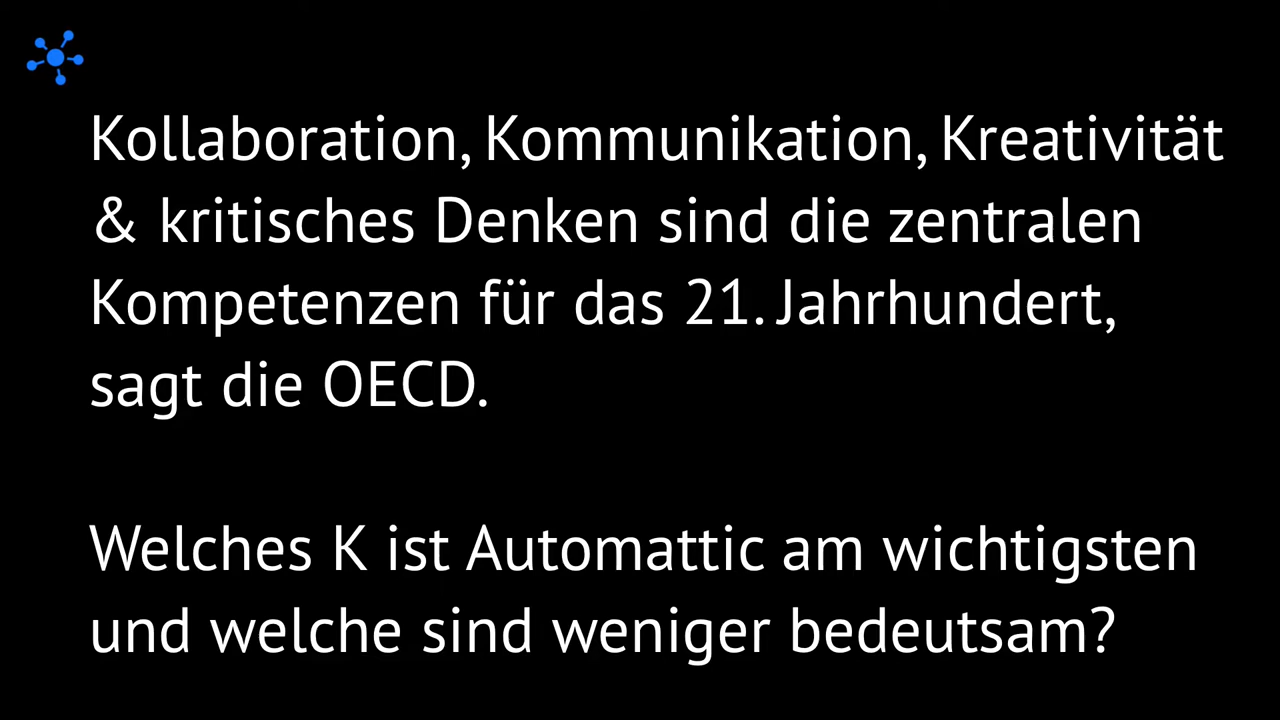 Kollaboration, Kommunikation, Kreativität
& kritisches Denken sind die zentralen
Kompetenzen für das 21. Jahrhundert,
sagt die OECD.
Welches K ist Automattic am wichtigsten
und welche sind weniger bedeutsam?